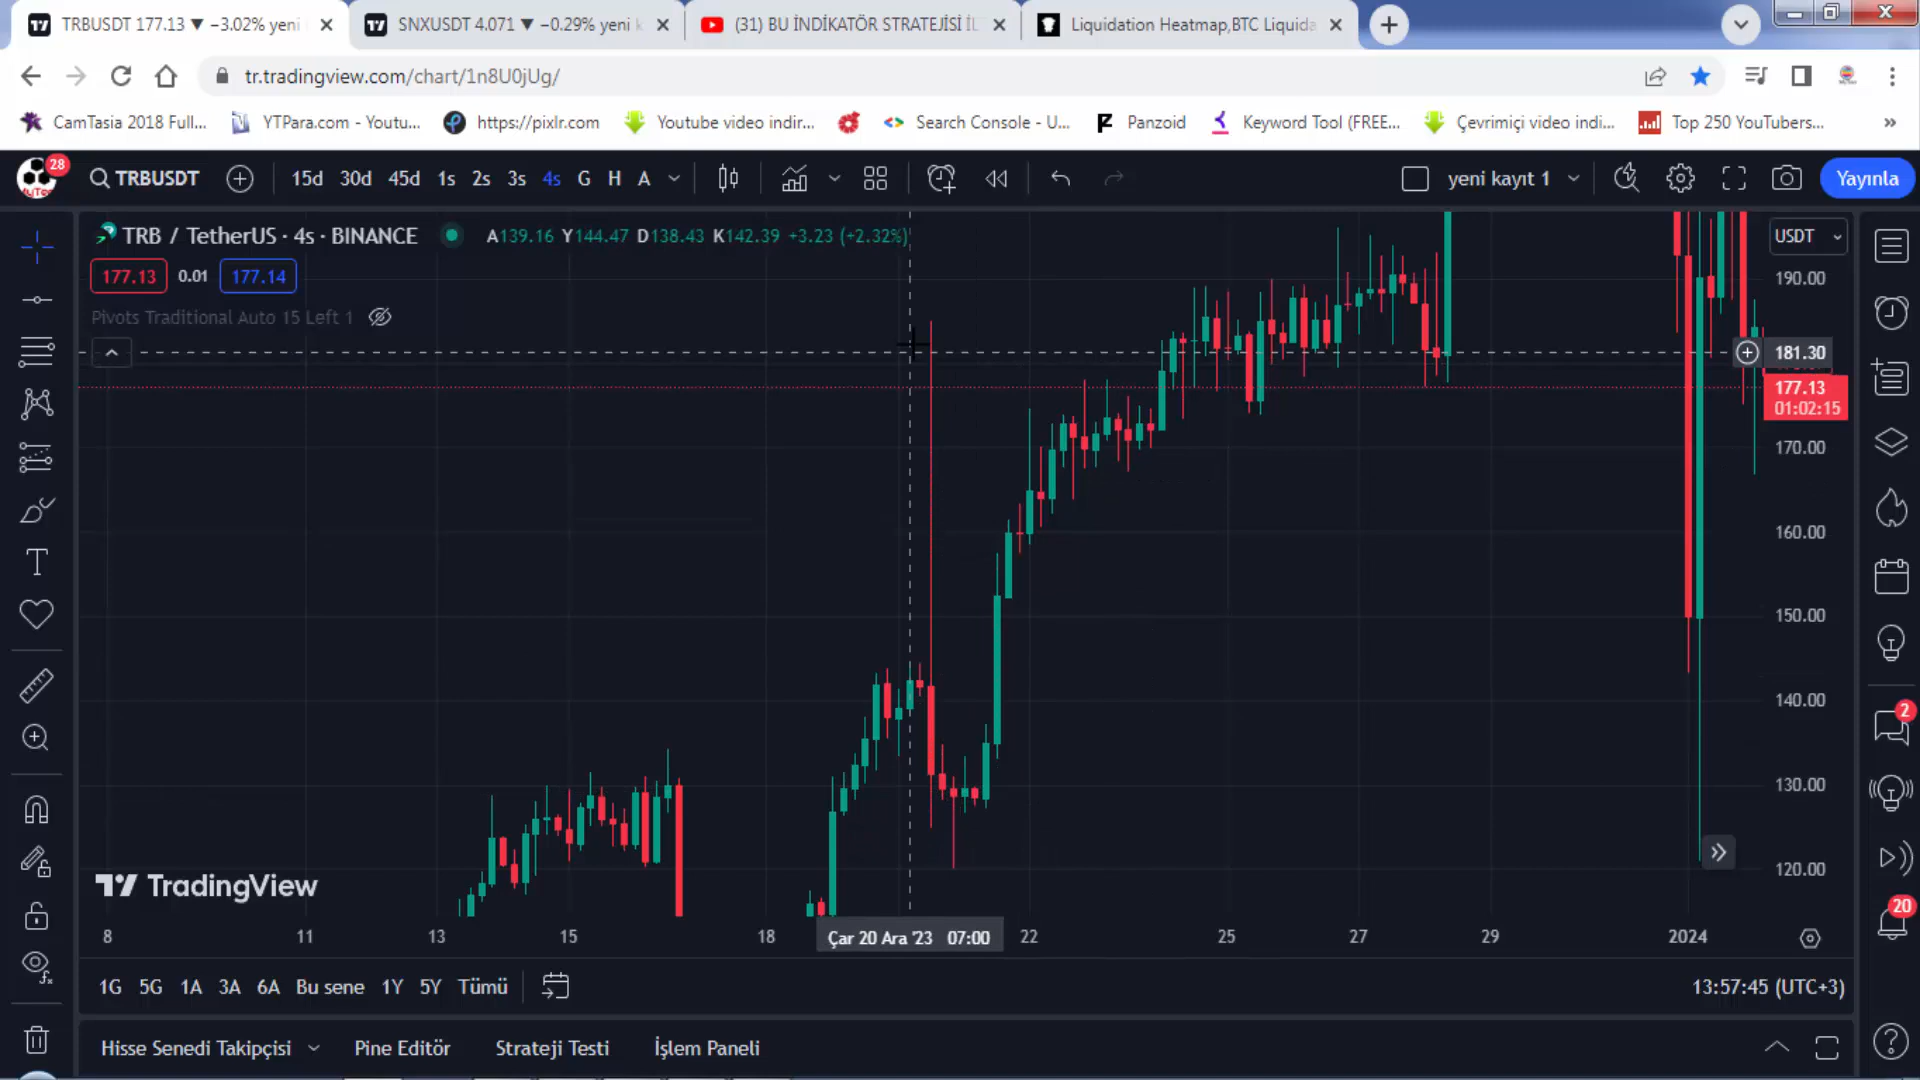 TRBUSDT 177.13 ▼ −3.02% yeni
SNXUSDT 4.071 ▼ −0.29% yeni k
(31) BU İNDİKATÖR STRATEJİSİ İL
Liquidation Heatmap,BTC Liquida
tr.tradingview.com/chart/1n8U0jUg/
CamTasia 2018 Full...
YTPara.com - Youtu...
https://pixlr.com
Youtube video indir...
Search Console - U...
Panzoid
Keyword Tool (FREE...
Çevrimiçi video indi...
Top 250 YouTubers...
»
28
TRBUSDT
15d 30d 45d 1s 2s 3s 4s G H A
yeni kayıt 1
Yayınla
TRB / TetherUS · 4s · BINANCE
A139.16 Y144.47 D138.43 K142.39 +3.23 (+2.32%)
USDT
177.13 0.01 177.14
Pivots Traditional Auto 15 Left 1
190.00
181.30
177.13
01:02:15
170.00
160.00
150.00
140.00
130.00
120.00
2
20
TradingView
8 11 13 15 18 Çar 20 Ara '23 07:00 22 25 27 29 2024
1G 5G 1A 3A 6A Bu sene 1Y 5Y Tümü
13:57:45 (UTC+3)
Hisse Senedi Takipçisi Pine Editör Strateji Testi İşlem Paneli